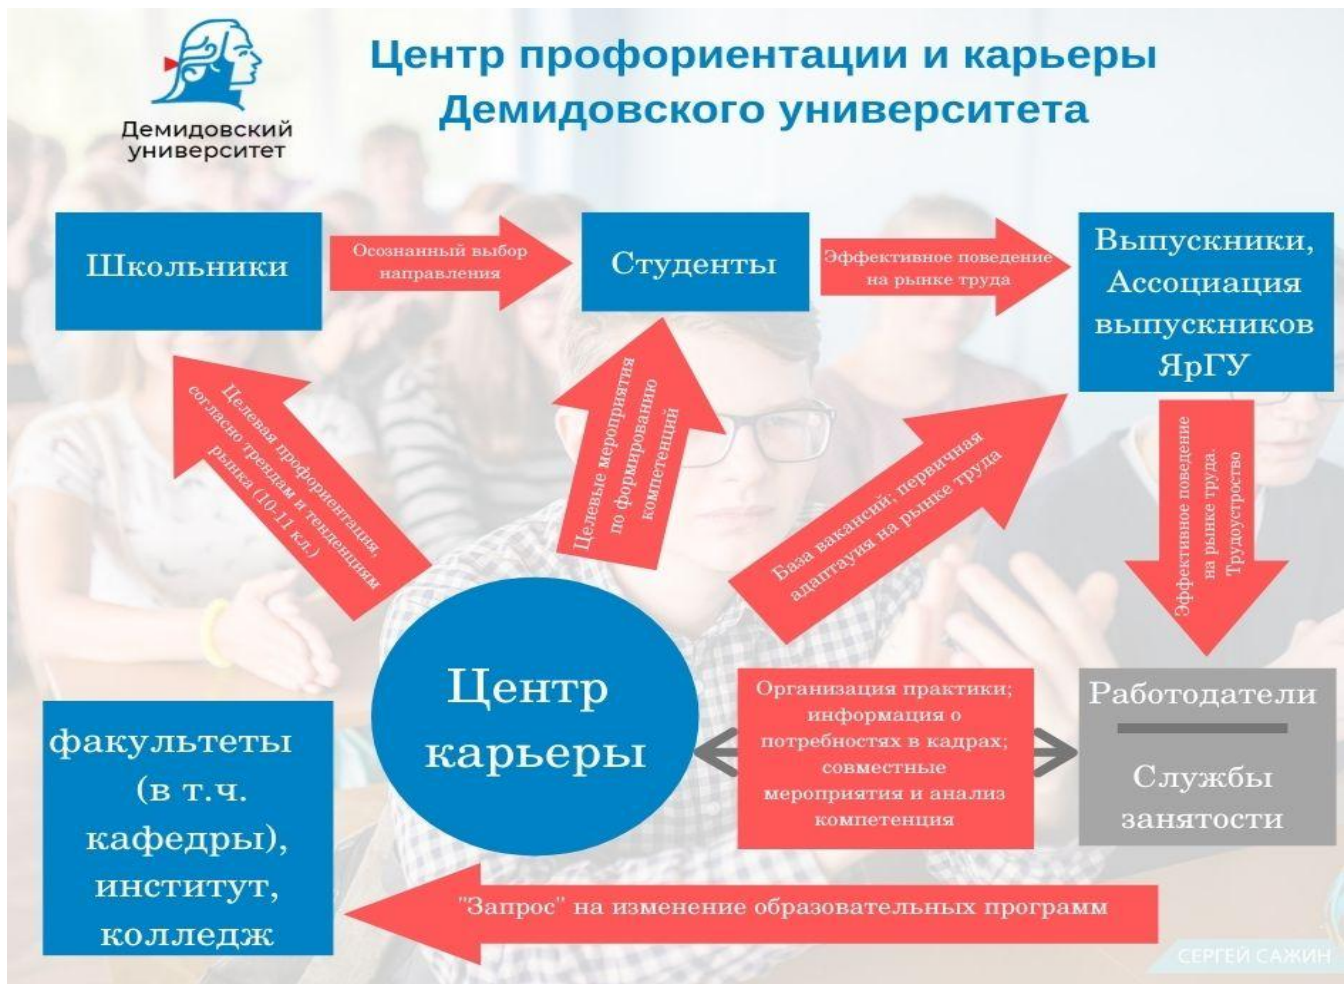 Демидовский
университет
Центр профориентации и карьеры
Демидовского университета
Школьники
Осознанный выбор
направления
Студенты
Эффективное поведение
на рынке труда
Выпускники,
Ассоциация
выпускников
ЯрГУ
Целевая профориентация,
согласно трендам и тенденциям
рынка (10-11 кл.)
Целевые мероприятия
по формированию
компетенций
База вакансий; первичная
адаптауия на рынке труда
Эффективное поведение
на рынке труда.
Трудоустроство
Центр
карьеры
Организация практики;
информация о
потребностях в кадрах;
совместные
мероприятия и анализ
компетенция
Работодатели
Службы
занятости
факультеты
(в т.ч.
кафедры),
институт,
колледж
"Запрос" на изменение образовательных программ
СЕРГЕЙ САЖИН